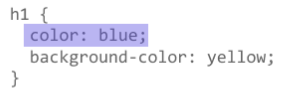 h1 {
  color: blue;
  background-color: yellow;
}